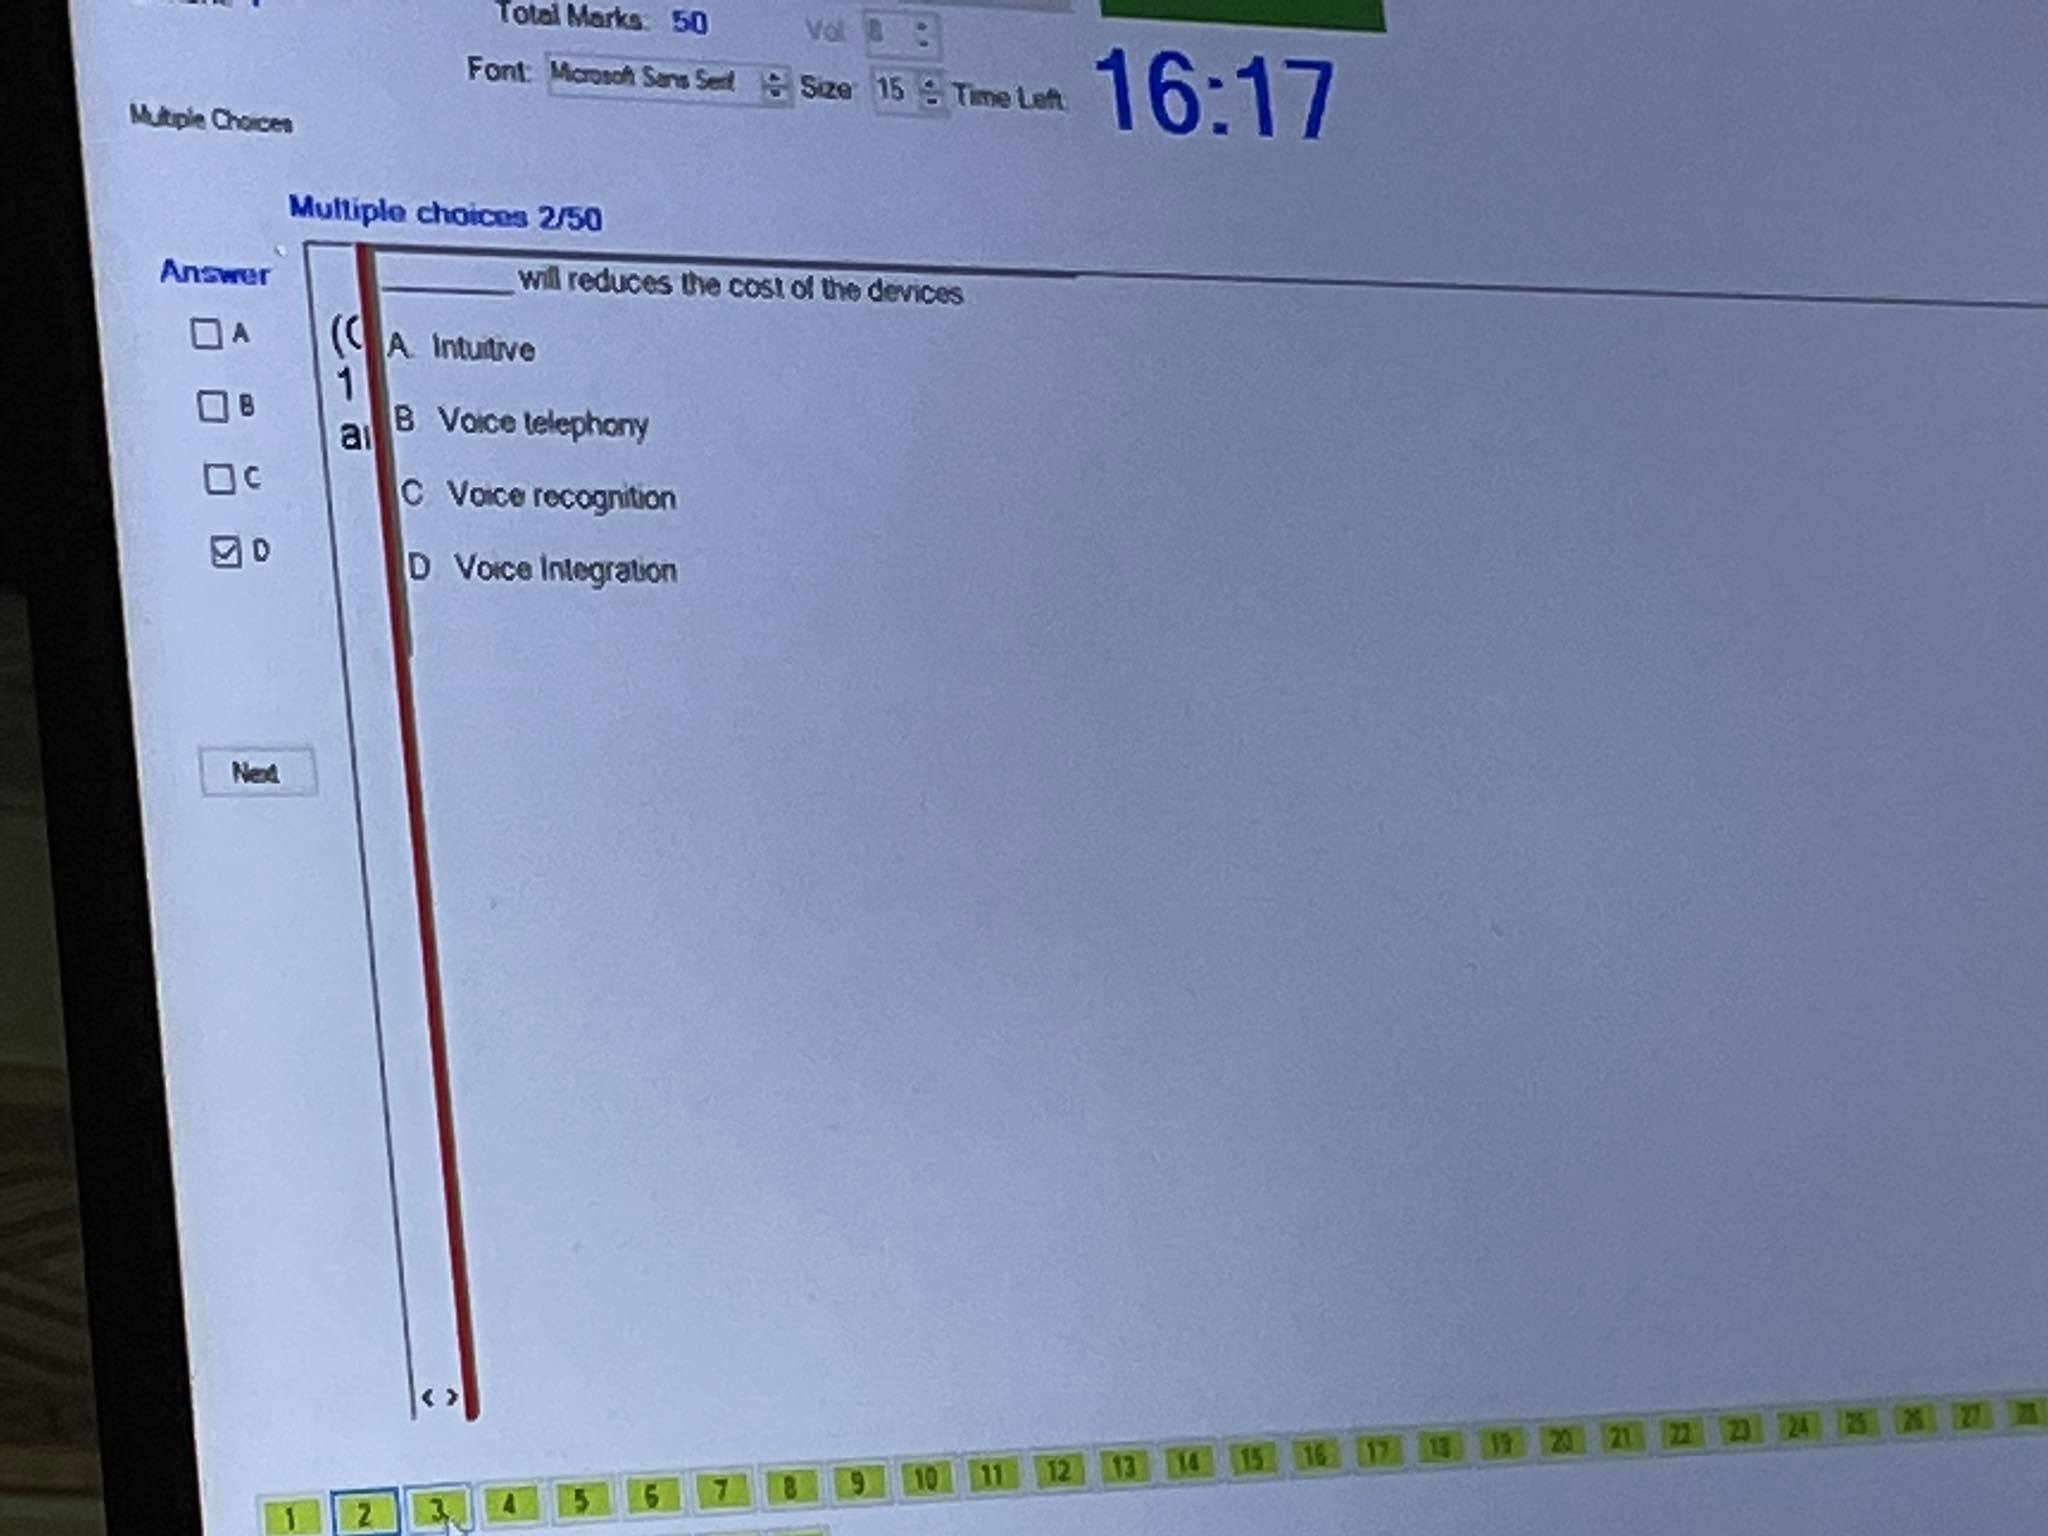 Total Marks: 50
Vol 8
Font: Microsoft Sans Serif Size 15 Time Left: 16:17
Multiple Choices
Multiple choices 2/50
Answer
______ will reduces the cost of the devices
A
A. Intuitive
1
B
B Voice telephony
C
C Voice recognition
D
D Voice Integration
Next
< >
1 2 3 4 5 6 7 8 9 10 11 12 13 14 15 16 17 18 19 20 21 22 23 24 25 26 27 28